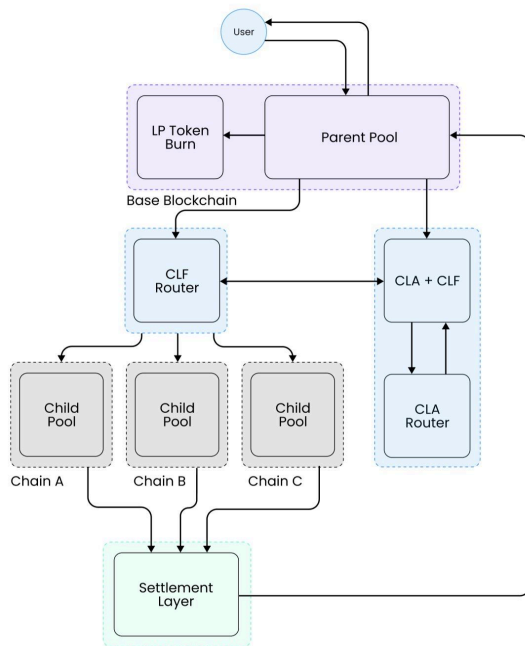 User
LP Token
Burn
Parent Pool
Base Blockchain
CLF
Router
CLA + CLF
Child
Pool
Child
Pool
Child
Pool
CLA
Router
Chain A
Chain B
Chain C
Settlement
Layer